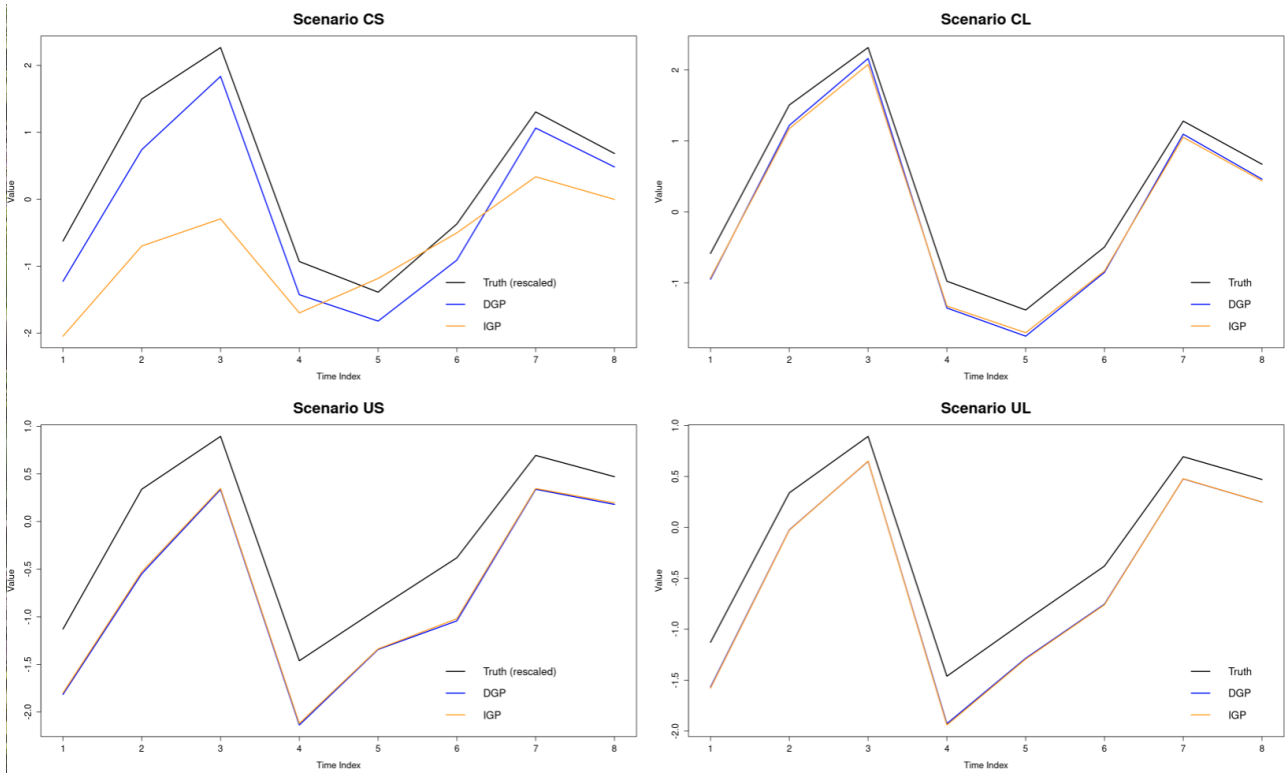 Scenario CS
Value
2
1
0
-1
-2
Truth (rescaled)
DGP
IGP
1 2 3 4 5 6 7 8
Time Index
Scenario CL
Value
2
1
0
-1
Truth
DGP
IGP
1 2 3 4 5 6 7 8
Time Index
Scenario US
Value
1.0
0.5
0.0
-0.5
-1.0
-1.5
-2.0
Truth (rescaled)
DGP
IGP
1 2 3 4 5 6 7 8
Time Index
Scenario UL
Value
1.0
0.5
0.0
-0.5
-1.0
-1.5
-2.0
Truth
DGP
IGP
1 2 3 4 5 6 7 8
Time Index